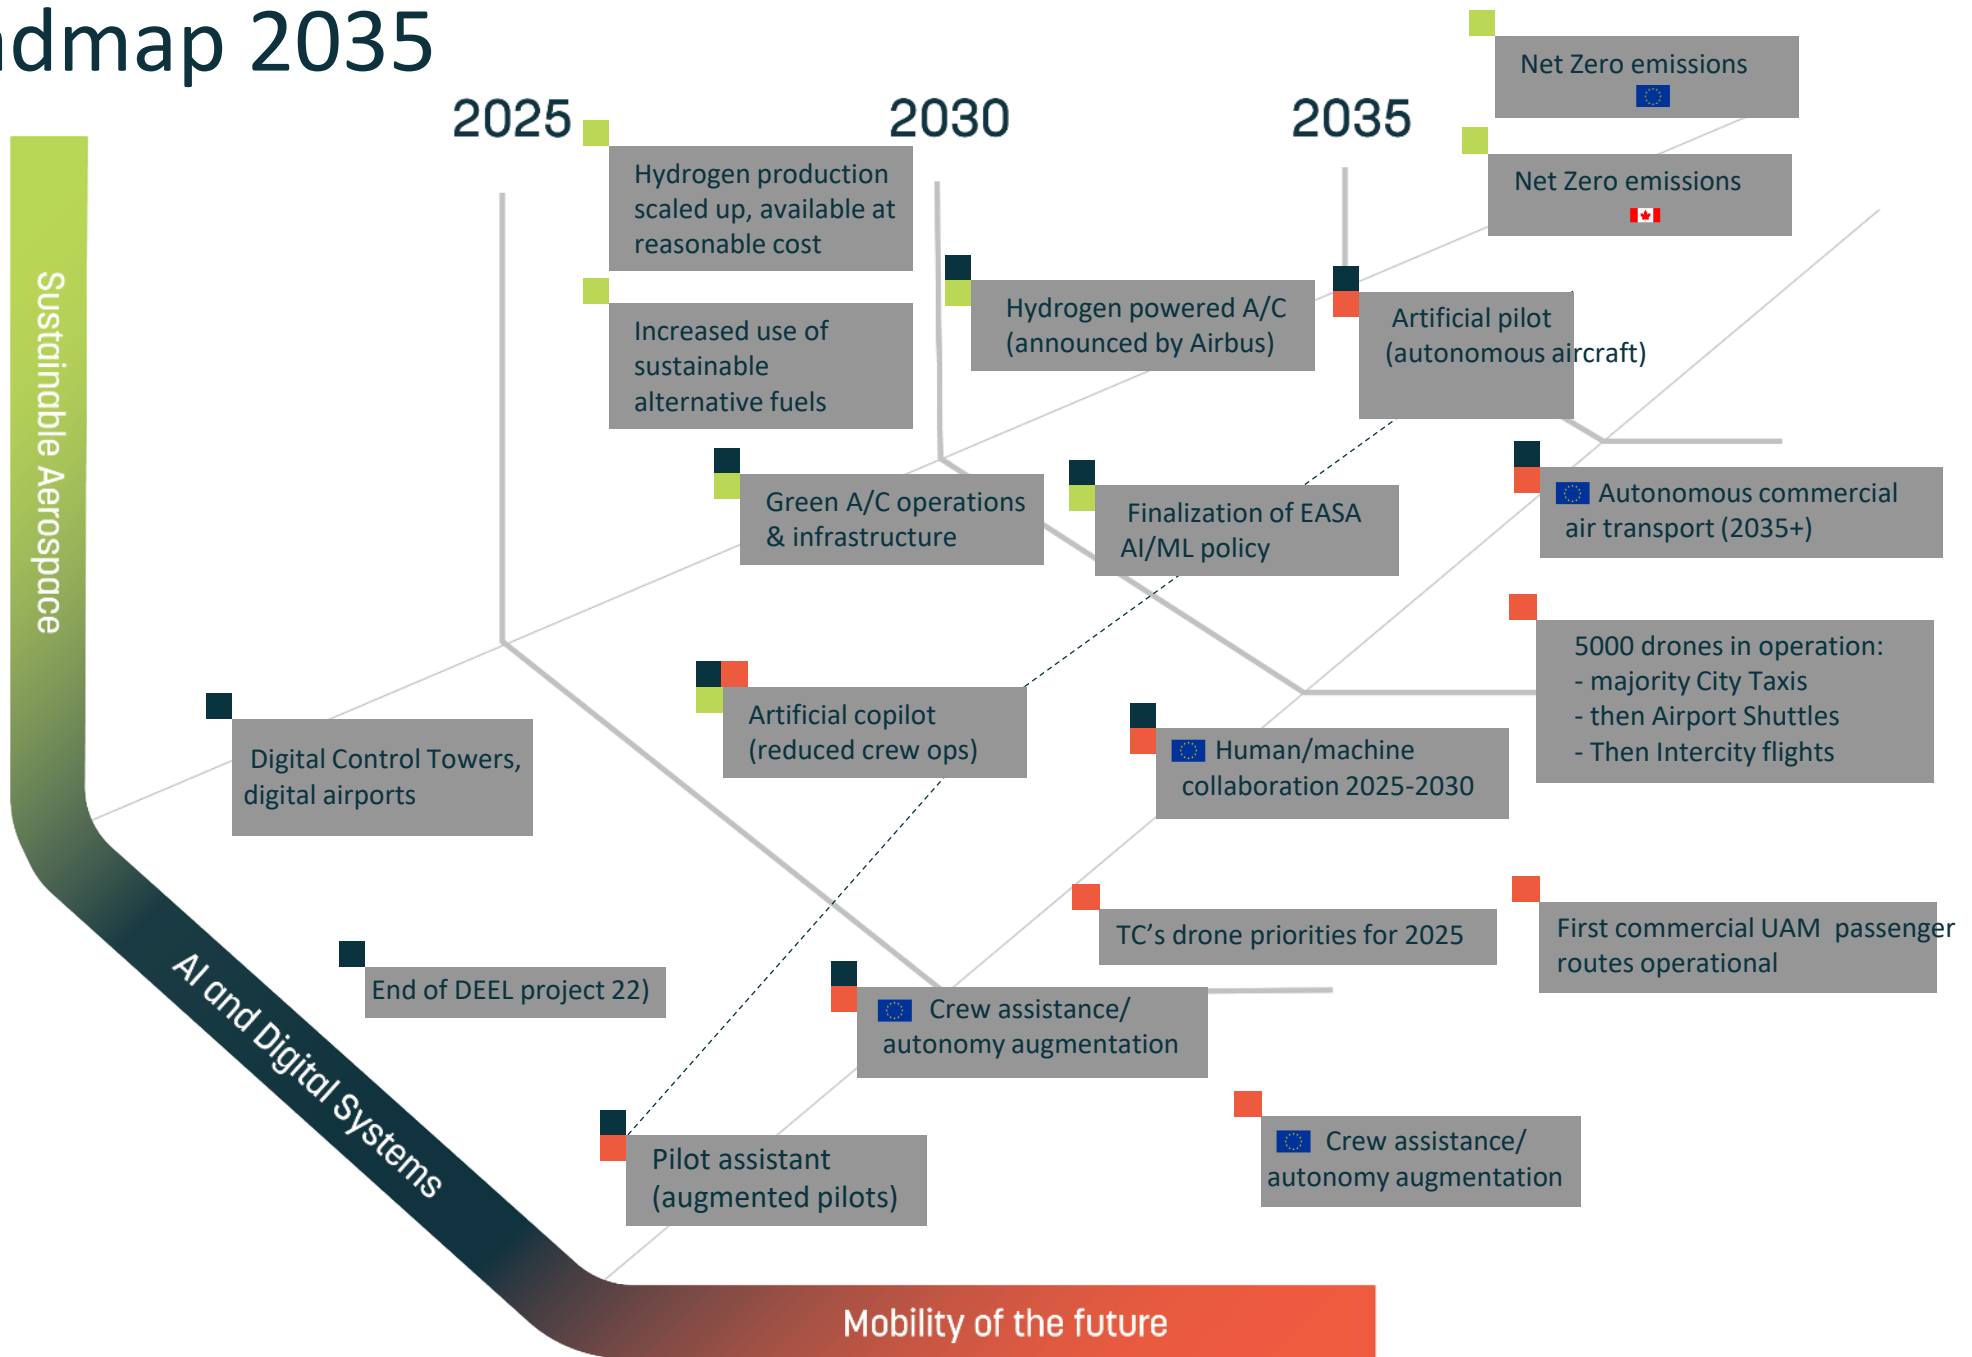 admap 2035
2025
2030
2035
Net Zero emissions
Net Zero emissions
Hydrogen production
scaled up, available at
reasonable cost
Increased use of
sustainable
alternative fuels
Hydrogen powered A/C
(announced by Airbus)
Artificial pilot
(autonomous aircraft)
Green A/C operations
& infrastructure
Finalization of EASA
AI/ML policy
Autonomous commercial
air transport (2035+)
5000 drones in operation:
- majority City Taxis
- then Airport Shuttles
- Then Intercity flights
Artificial copilot
(reduced crew ops)
Digital Control Towers,
digital airports
Human/machine
collaboration 2025-2030
TC's drone priorities for 2025
First commercial UAM passenger
routes operational
End of DEEL project 22)
Crew assistance/
autonomy augmentation
Pilot assistant
(augmented pilots)
Crew assistance/
autonomy augmentation
Sustainable Aerospace
AI and Digital Systems
Mobility of the future